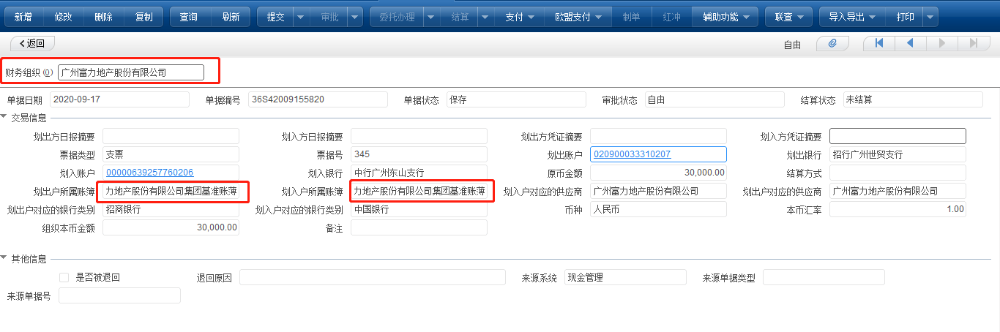 新增 修改 删除 复制 查询 刷新 提交 审批 委托办理 结算 支付 欧盟支付 制单 红冲 辅助功能 联查 导入导出 打印
返回 自由
财务组织(O) 广州富力地产股份有限公司
单据日期 2020-09-17 单据编号 36S42009155820 单据状态 保存 审批状态 自由 结算状态 未结算
交易信息
划出方日报摘要 划入方日报摘要 划出方凭证摘要 划入方凭证摘要
票据类型 支票 票据号 345 划出账户 020900033310207 划出银行 招行广州世贸支行
划入账户 00000639257760206 划入银行 中行广州东山支行 原币金额 30,000.00 结算方式
划出户所属账簿 力地产股份有限公司集团基准账薄 划入户所属账簿 力地产股份有限公司集团基准账薄 划入户对应的供应商 广州富力地产股份有限公司 划出户对应的供应商 广州富力地产股份有限公司
划出户对应的银行类别 招商银行 划入户对应的银行类别 中国银行 币种 人民币 本币汇率 1.00
组织本币金额 30,000.00 备注
其他信息
是否被退回 退回原因 来源系统 现金管理 来源单据类型
来源单据号